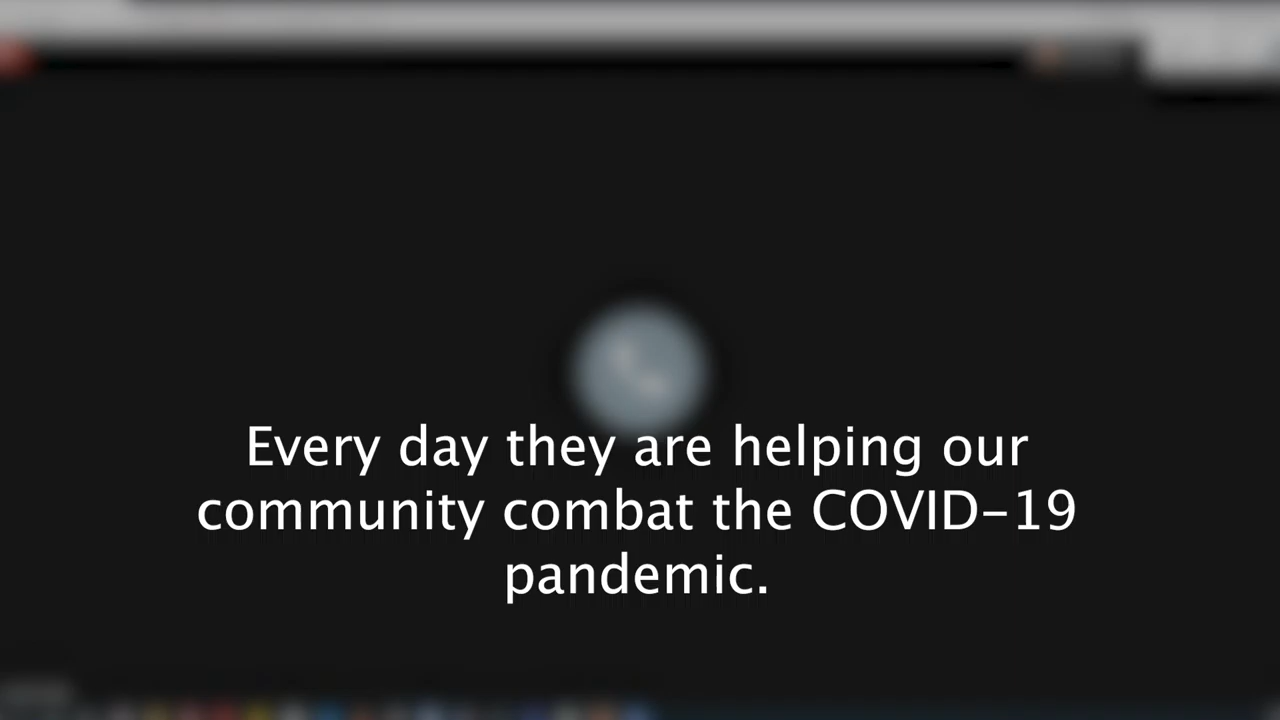 Every day they are helping our
community combat the COVID-19
pandemic.